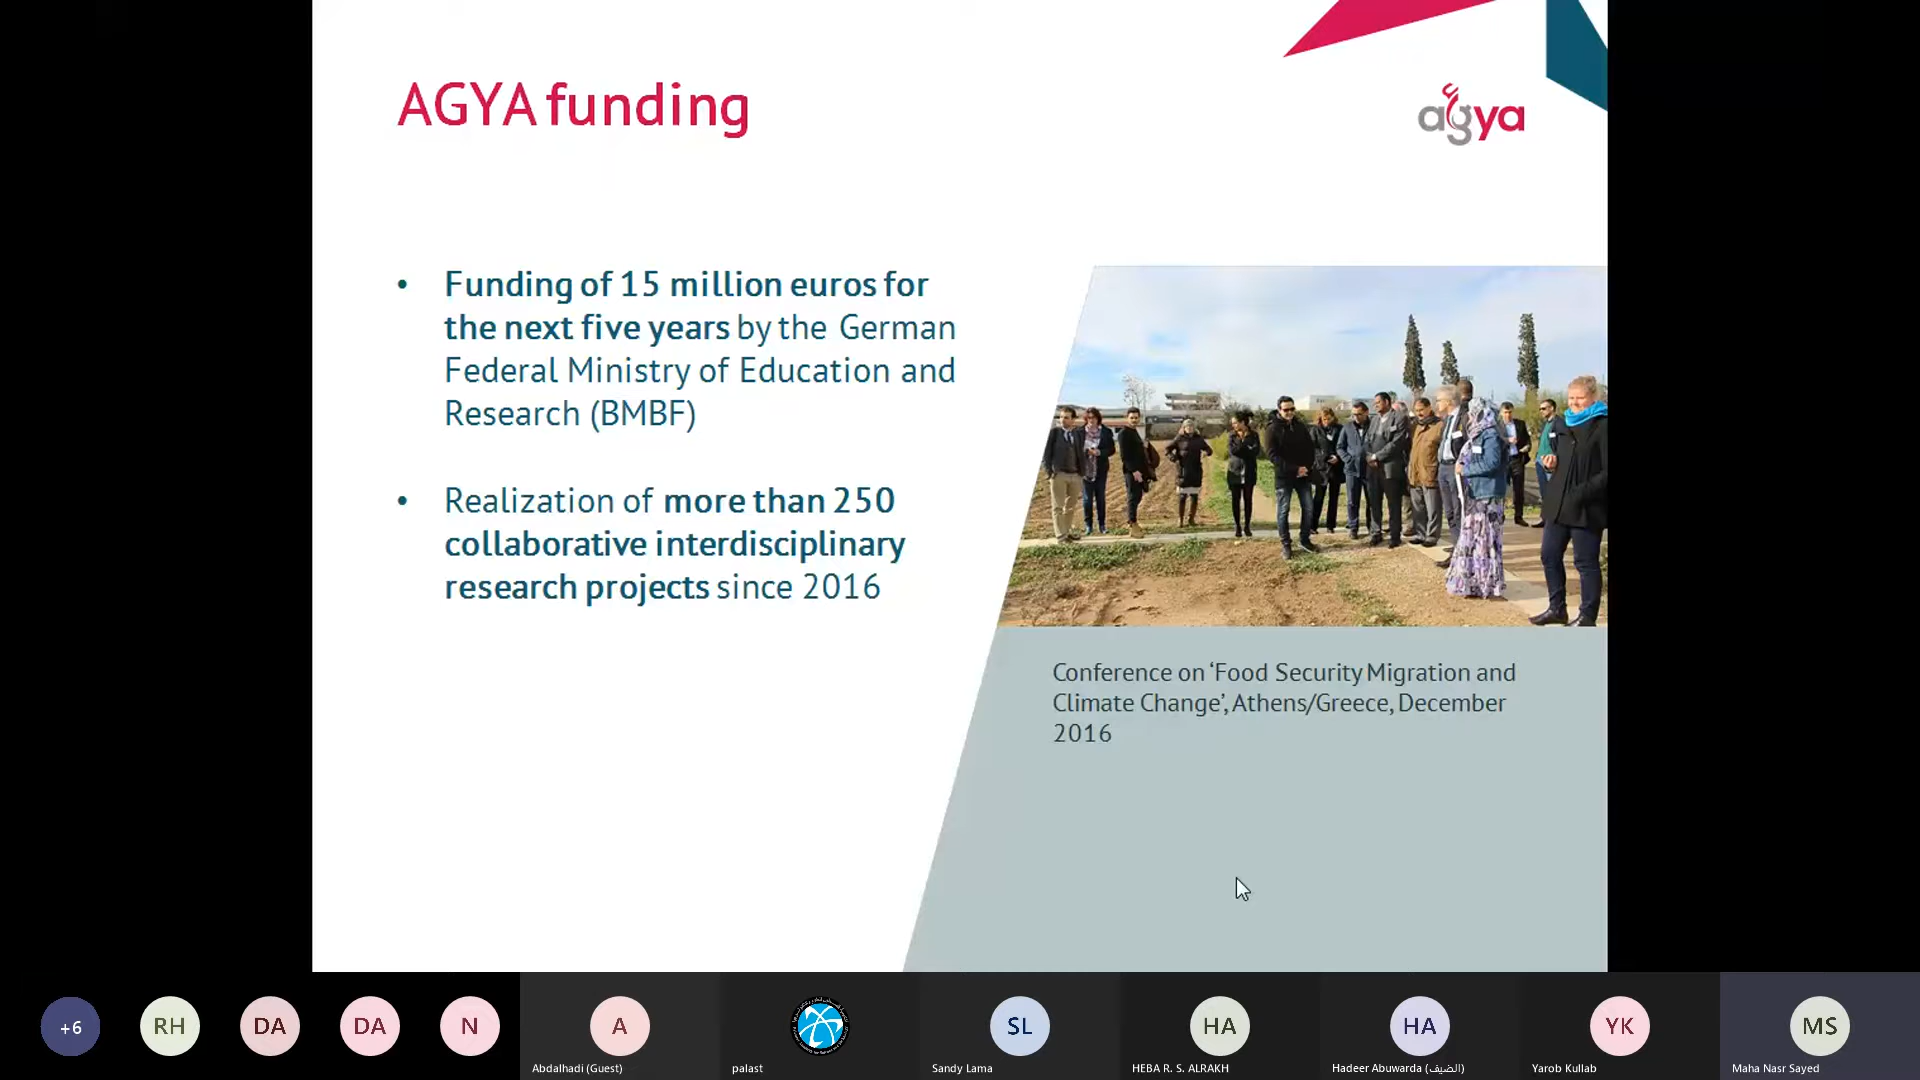 AGYA funding
agya
• Funding of 15 million euros for
the next five years by the German
Federal Ministry of Education and
Research (BMBF)
• Realization of more than 250
collaborative interdisciplinary
research projects since 2016
Conference on ‘Food Security Migration and
Climate Change’, Athens/Greece, December
2016
+6
RH
DA
DA
N
A
SL
HA
HA
YK
MS
Abdalhadi (Guest)
palast
Sandy Lama
HEBA R. S. ALRAKH
Hadeer Abuwarda (الضيف)
Yarob Kullab
Maha Nasr Sayed